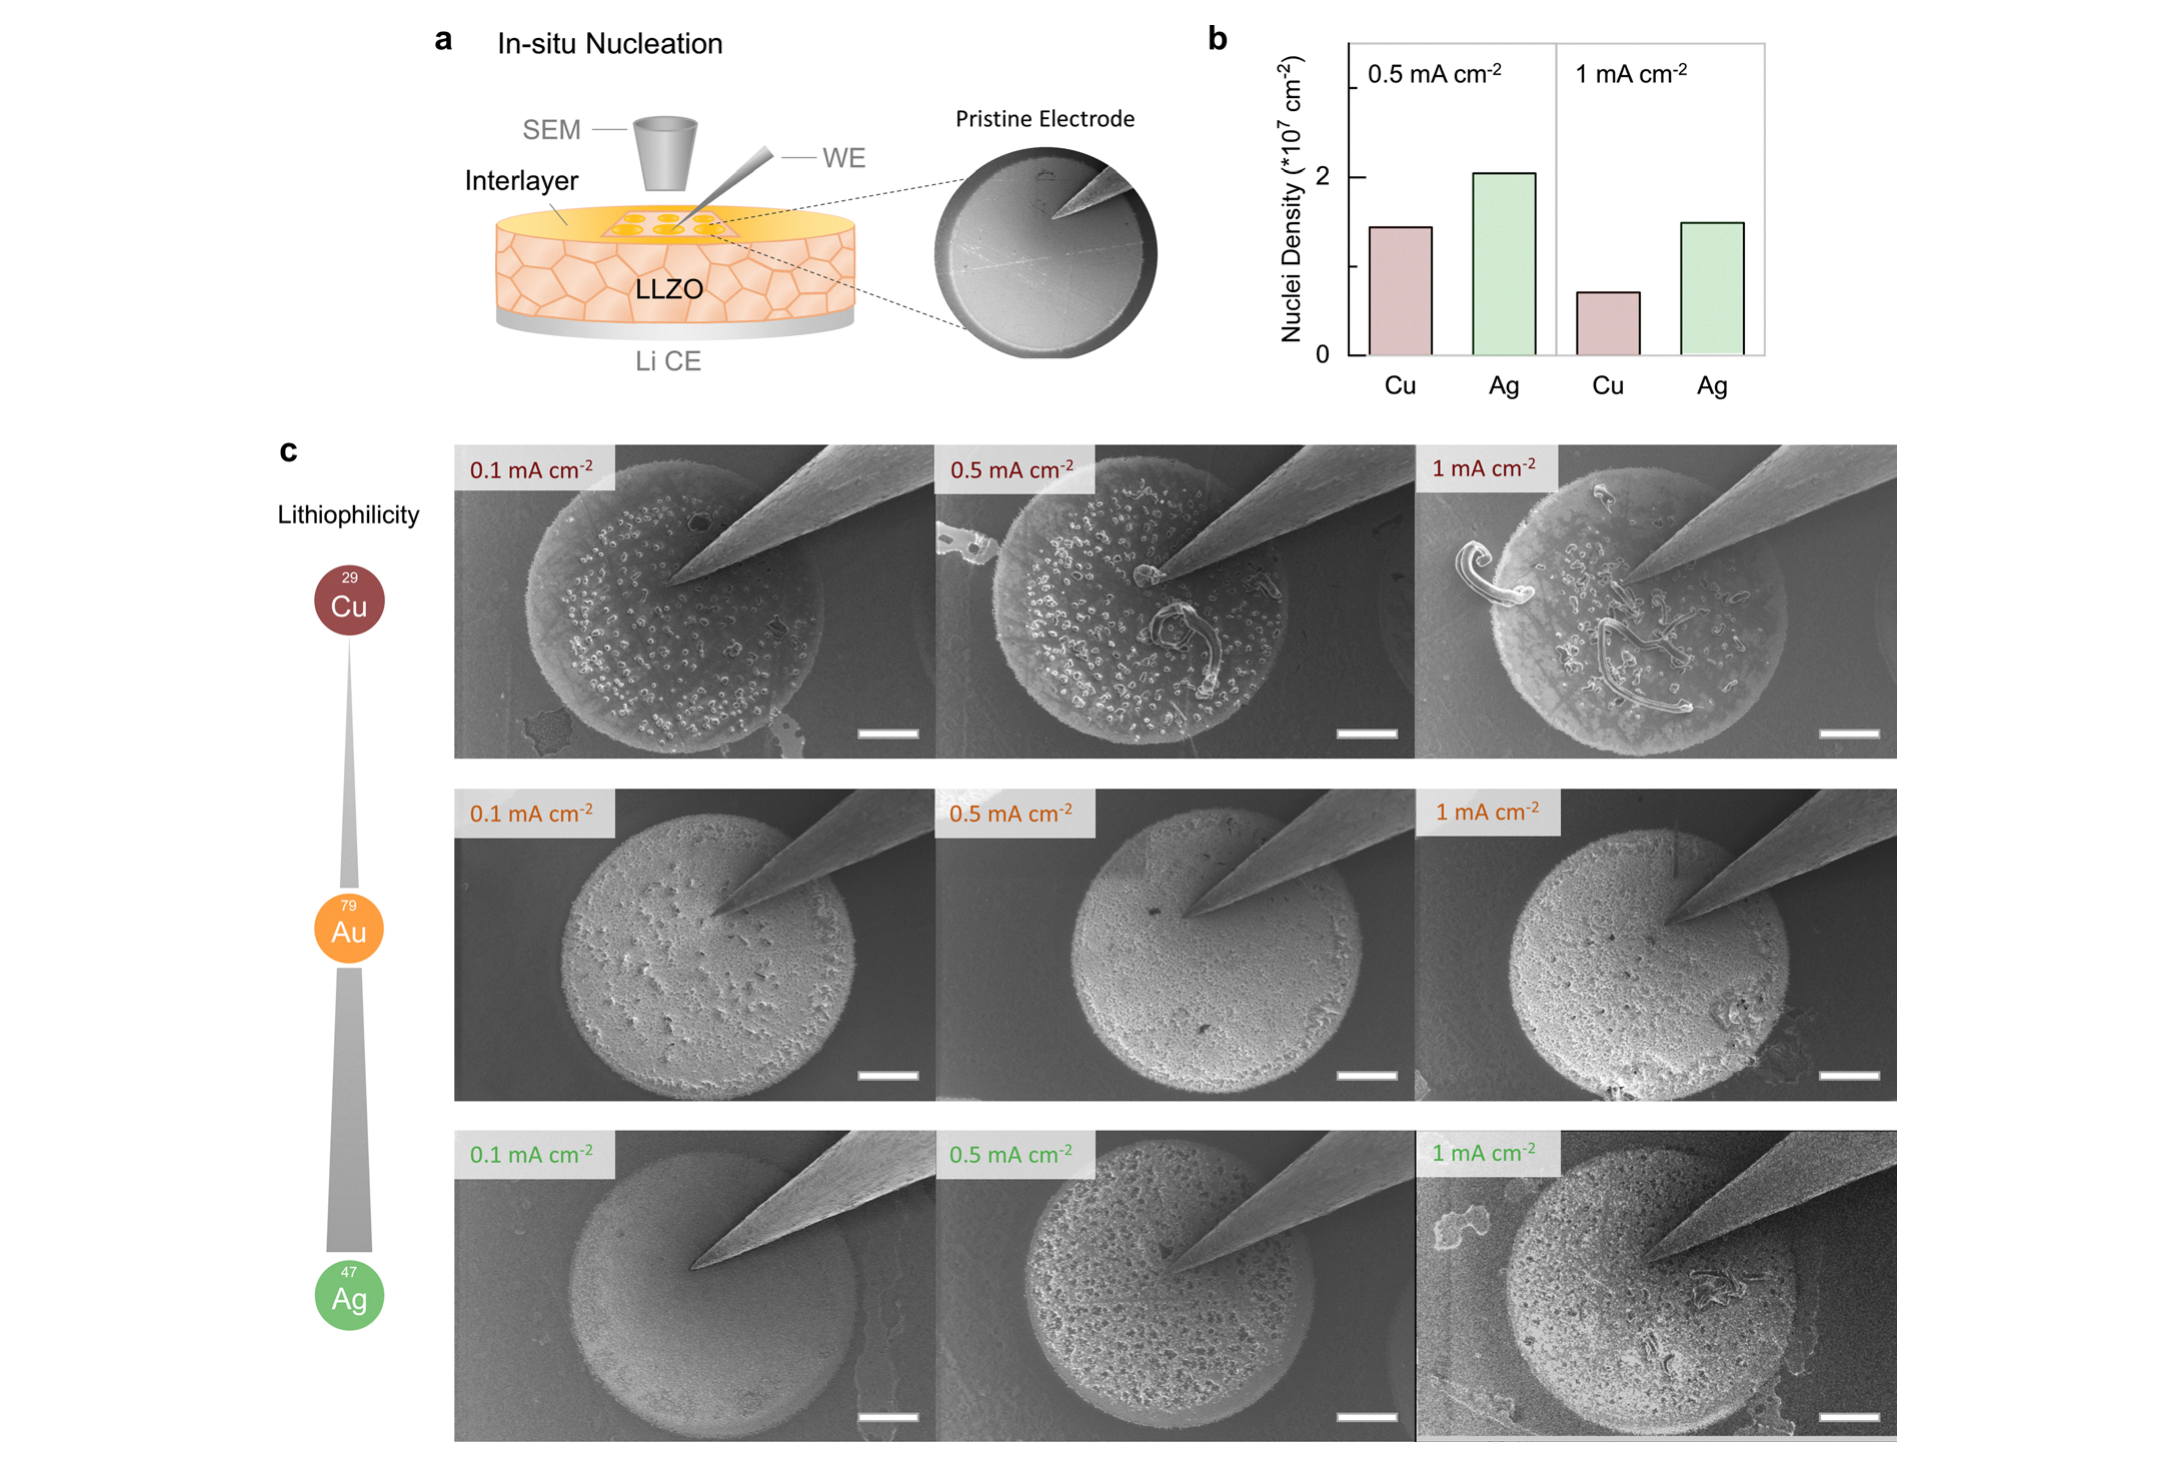 a In-situ Nucleation
SEM
WE
Interlayer
LLZO
Li CE
Pristine Electrode
b
Nuclei Density (*10⁷ cm⁻²)
0.5 mA cm⁻²
1 mA cm⁻²
2
0
Cu Ag Cu Ag
c
Lithiophilicity
29
Cu
79
Au
47
Ag
0.1 mA cm⁻²
0.5 mA cm⁻²
1 mA cm⁻²
0.1 mA cm⁻²
0.5 mA cm⁻²
1 mA cm⁻²
0.1 mA cm⁻²
0.5 mA cm⁻²
1 mA cm⁻²